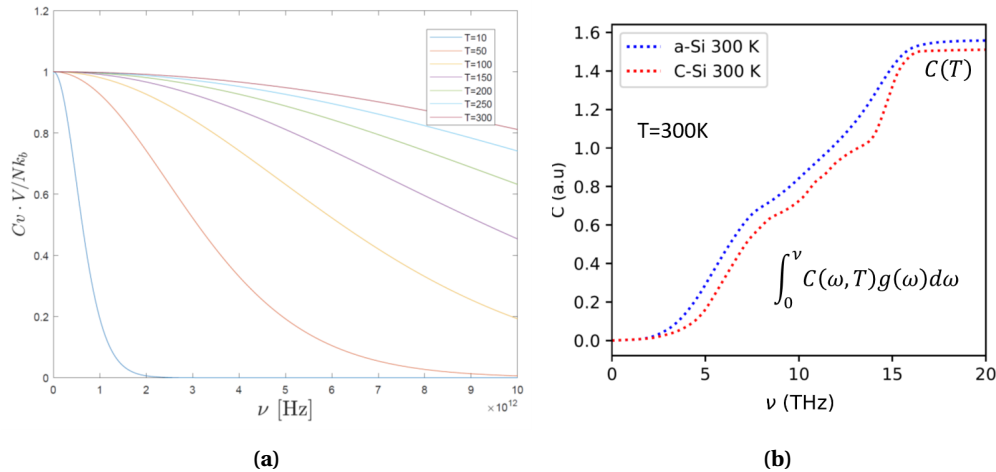 1.2
1
0.8
0.6
0.4
0.2
0
0 1 2 3 4 5 6 7 8 9 10
×10¹²
Cv · V/Nk_b
ν [Hz]
T=10
T=50
T=100
T=150
T=200
T=250
T=300
(a)
1.6
1.4
1.2
1.0
0.8
0.6
0.4
0.2
0.0
0 5 10 15 20
C (a.u)
ν (THz)
a-Si 300 K
C-Si 300 K
C(T)
T=300K
∫₀^ν C(ω,T)g(ω)dω
(b)